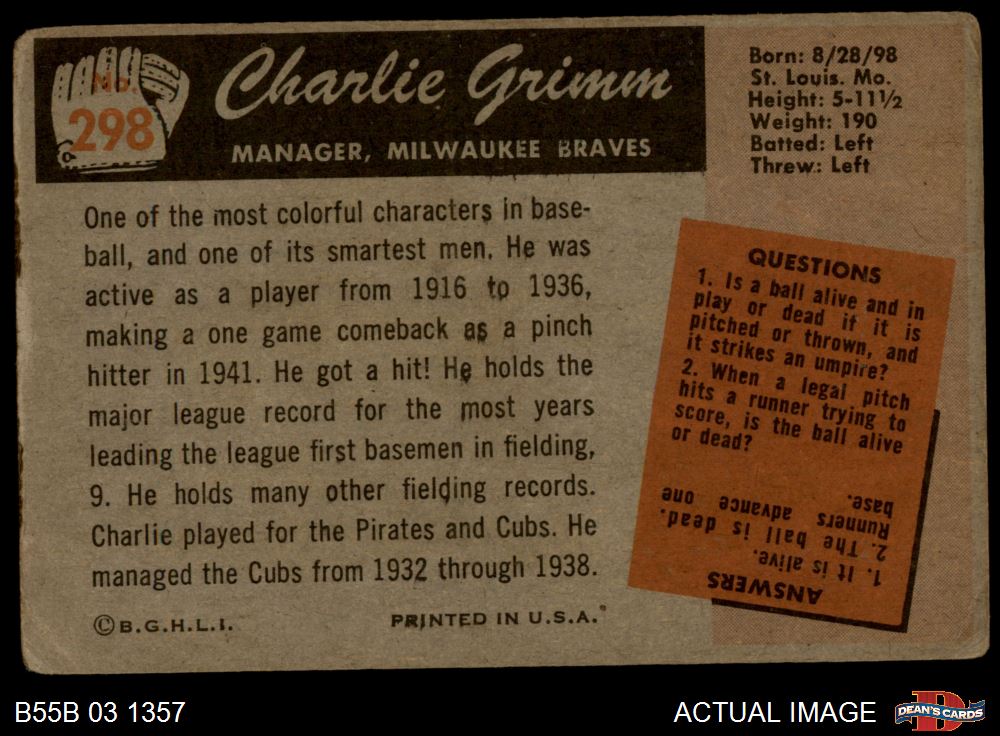 No.
298
Charlie Grimm
MANAGER, MILWAUKEE BRAVES
Born: 8/28/98
St. Louis. Mo.
Height: 5-11½
Weight: 190
Batted: Left
Threw: Left
One of the most colorful characters in base-
ball, and one of its smartest men. He was
active as a player from 1916 to 1936,
making a one game comeback as a pinch
hitter in 1941. He got a hit! He holds the
major league record for the most years
leading the league first basemen in fielding,
9. He holds many other fielding records.
Charlie played for the Pirates and Cubs. He
managed the Cubs from 1932 through 1938.
© B.G.H.L.I.
PRINTED IN U.S.A.
QUESTIONS
1. Is a ball alive and in
play or dead if it is
pitched or thrown, and
it strikes an umpire?
2. When a legal pitch
hits a runner trying to
score, is the ball alive
or dead?
ANSWERS
1. It is alive.
2. The ball is dead.
Runners advance one
base.
B55B 03 1357
ACTUAL IMAGE
D
DEAN'S CARDS